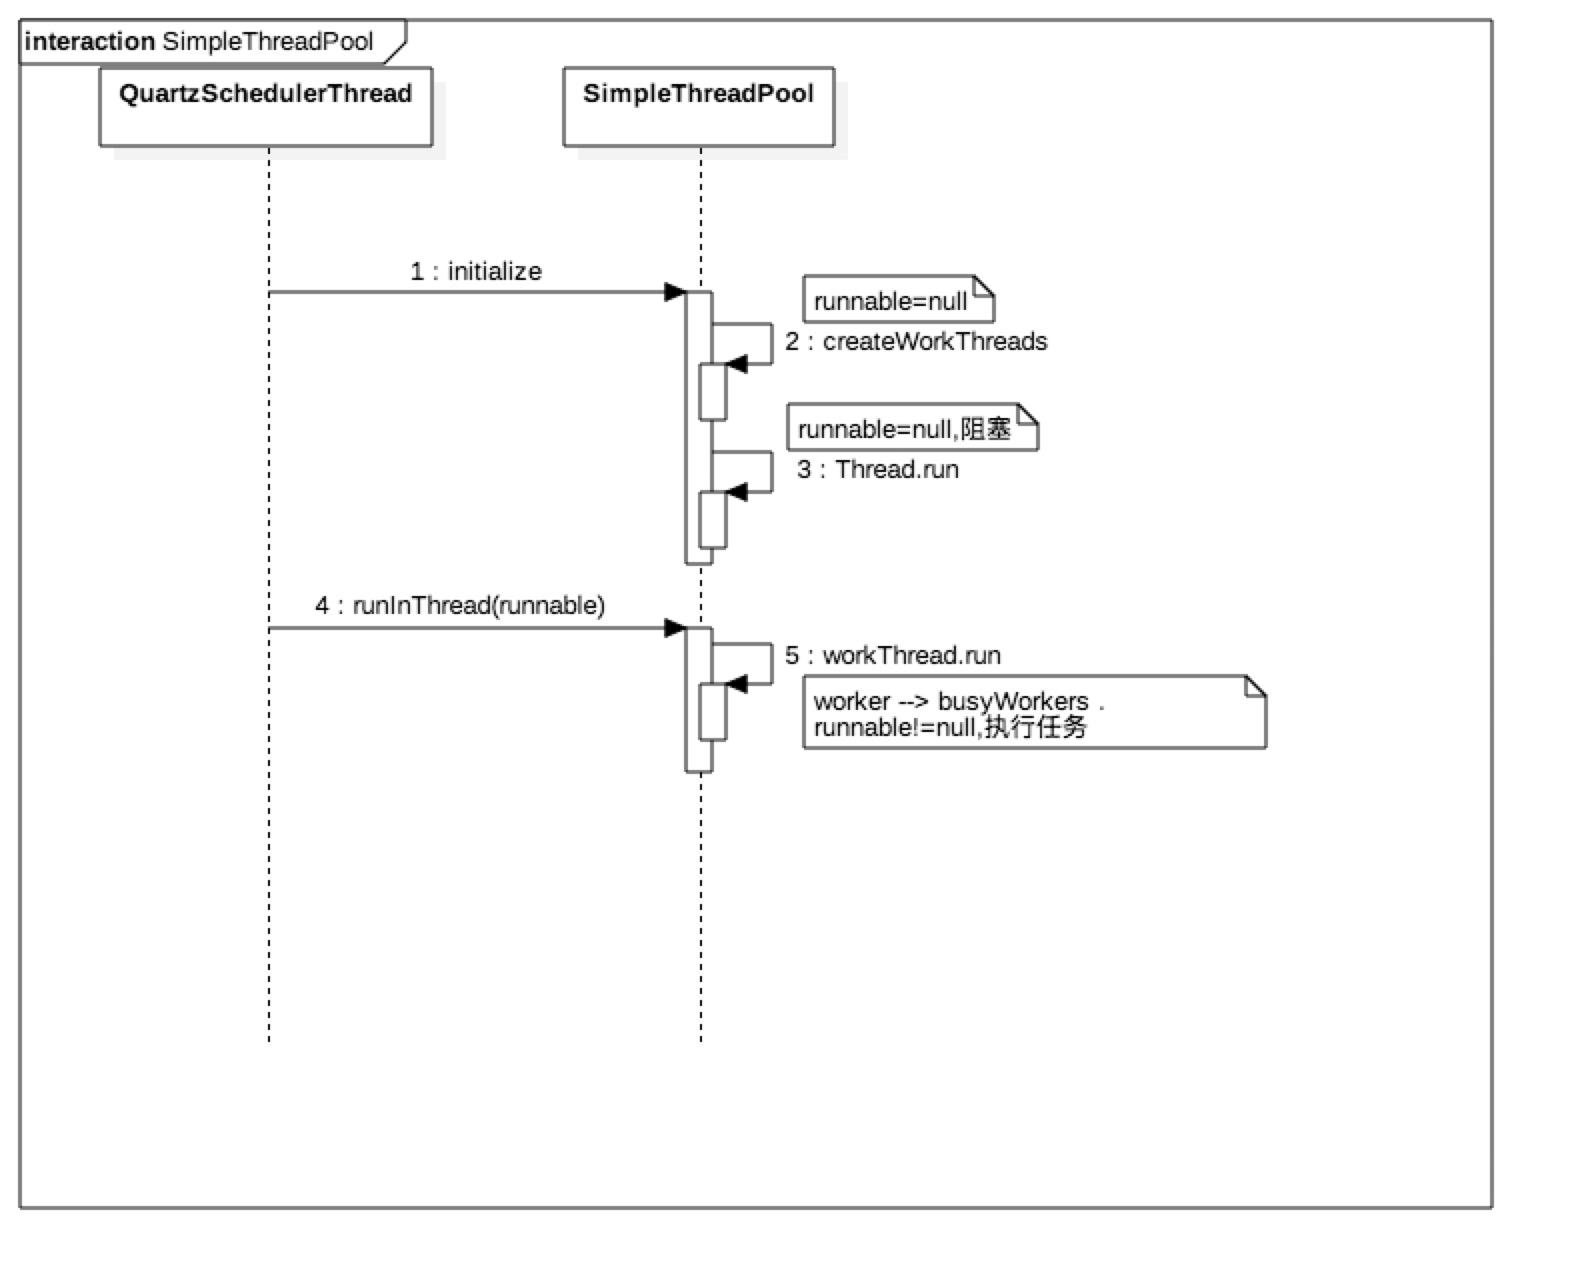 interaction SimpleThreadPool
QuartzSchedulerThread
SimpleThreadPool
1 : initialize
runnable=null
2 : createWorkThreads
runnable=null,阻塞
3 : Thread.run
4 : runInThread(runnable)
5 : workThread.run
worker --> busyWorkers .
runnable!=null,执行任务